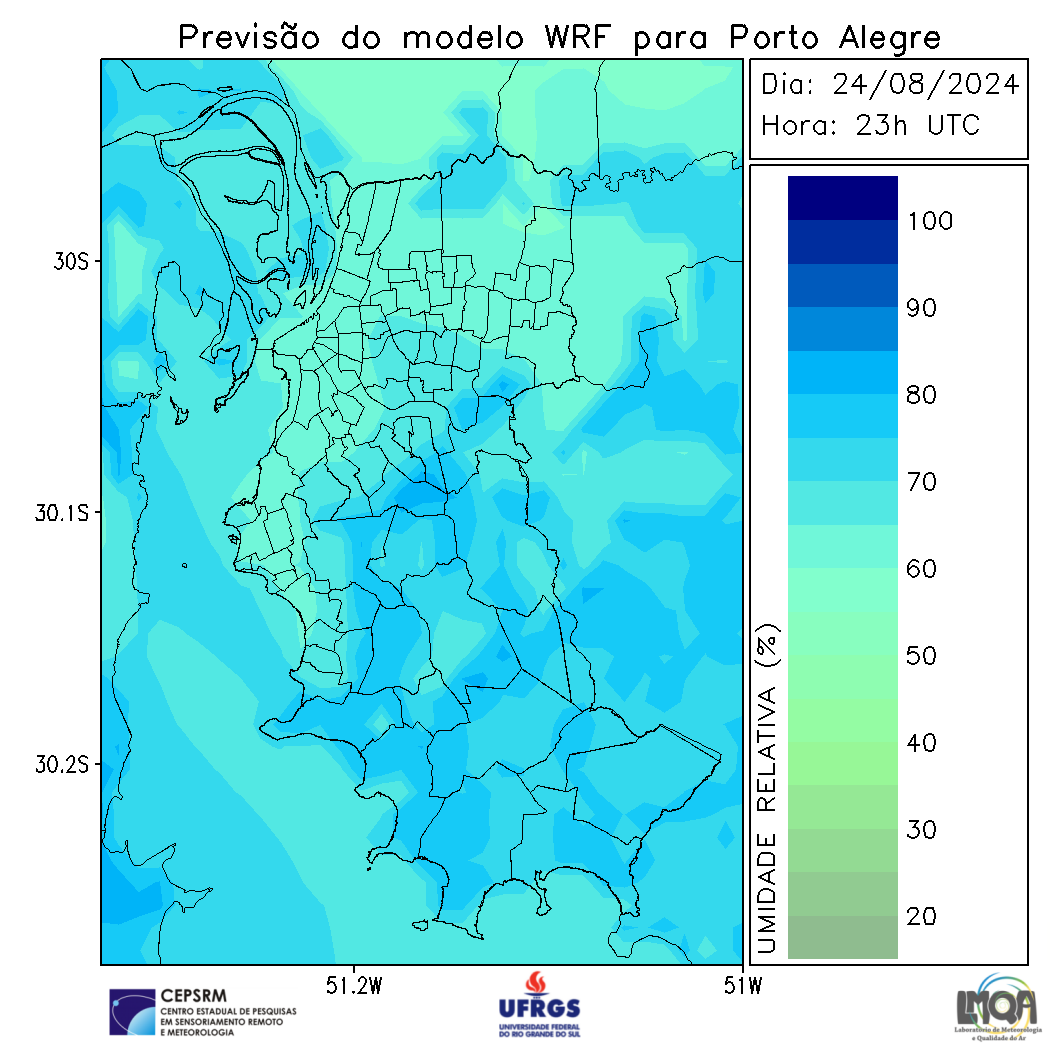 Previsão do modelo WRF para Porto Alegre
Dia: 24/08/2024
Hora: 23h UTC
30S
30.1S
30.2S
51.2W
51W
UMIDADE RELATIVA (%)
100
90
80
70
60
50
40
30
20
CEPSRM
CENTRO ESTADUAL DE PESQUISAS
EM SENSORIAMENTO REMOTO
E METEOROLOGIA
UFRGS
UNIVERSIDADE FEDERAL
DO RIO GRANDE DO SUL
LMQA
Laboratório de Meteorologia
e Qualidade do Ar